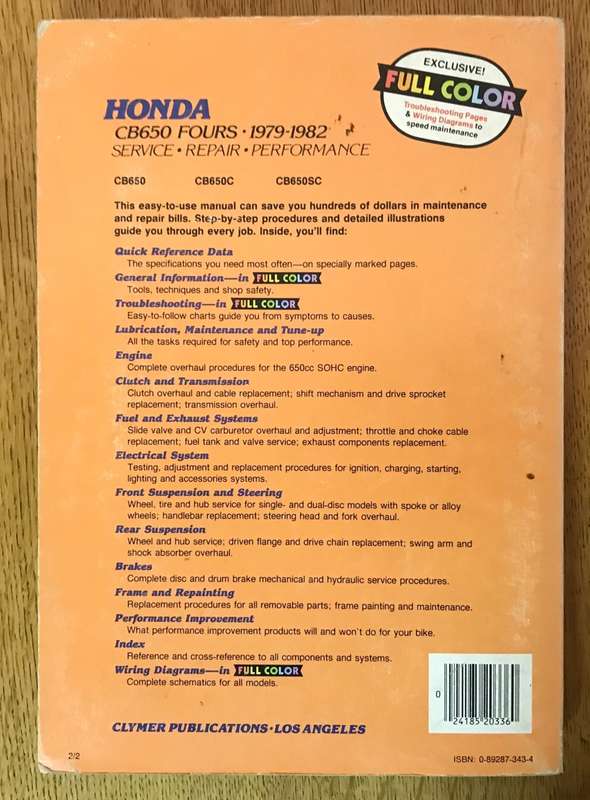 EXCLUSIVE!
FULL COLOR
Troubleshooting Pages
& Wiring Diagrams to
speed maintenance
HONDA
CB650 FOURS • 1979-1982
SERVICE • REPAIR • PERFORMANCE
CB650 CB650C CB650SC
This easy-to-use manual can save you hundreds of dollars in maintenance
and repair bills. Step-by-step procedures and detailed illustrations
guide you through every job. Inside, you'll find:
Quick Reference Data
The specifications you need most often—on specially marked pages.
General Information—in FULL COLOR
Tools, techniques and shop safety.
Troubleshooting—in FULL COLOR
Easy-to-follow charts guide you from symptoms to causes.
Lubrication, Maintenance and Tune-up
All the tasks required for safety and top performance.
Engine
Complete overhaul procedures for the 650cc SOHC engine.
Clutch and Transmission
Clutch overhaul and cable replacement; shift mechanism and drive sprocket
replacement; transmission overhaul.
Fuel and Exhaust Systems
Slide valve and CV carburetor overhaul and adjustment; throttle and choke cable
replacement; fuel tank and valve service; exhaust components replacement.
Electrical System
Testing, adjustment and replacement procedures for ignition, charging, starting,
lighting and accessories systems.
Front Suspension and Steering
Wheel, tire and hub service for single- and dual-disc models with spoke or alloy
wheels; handlebar replacement; steering head and fork overhaul.
Rear Suspension
Wheel and hub service; driven flange and drive chain replacement; swing arm and
shock absorber overhaul.
Brakes
Complete disc and drum brake mechanical and hydraulic service procedures.
Frame and Repainting
Replacement procedures for all removable parts; frame painting and maintenance.
Performance Improvement
What performance improvement products will and won't do for your bike.
Index
Reference and cross-reference to all components and systems.
Wiring Diagrams—in FULL COLOR
Complete schematics for all models.
0
24185 20336
CLYMER PUBLICATIONS • LOS ANGELES
2/2
ISBN: 0-89287-343-4